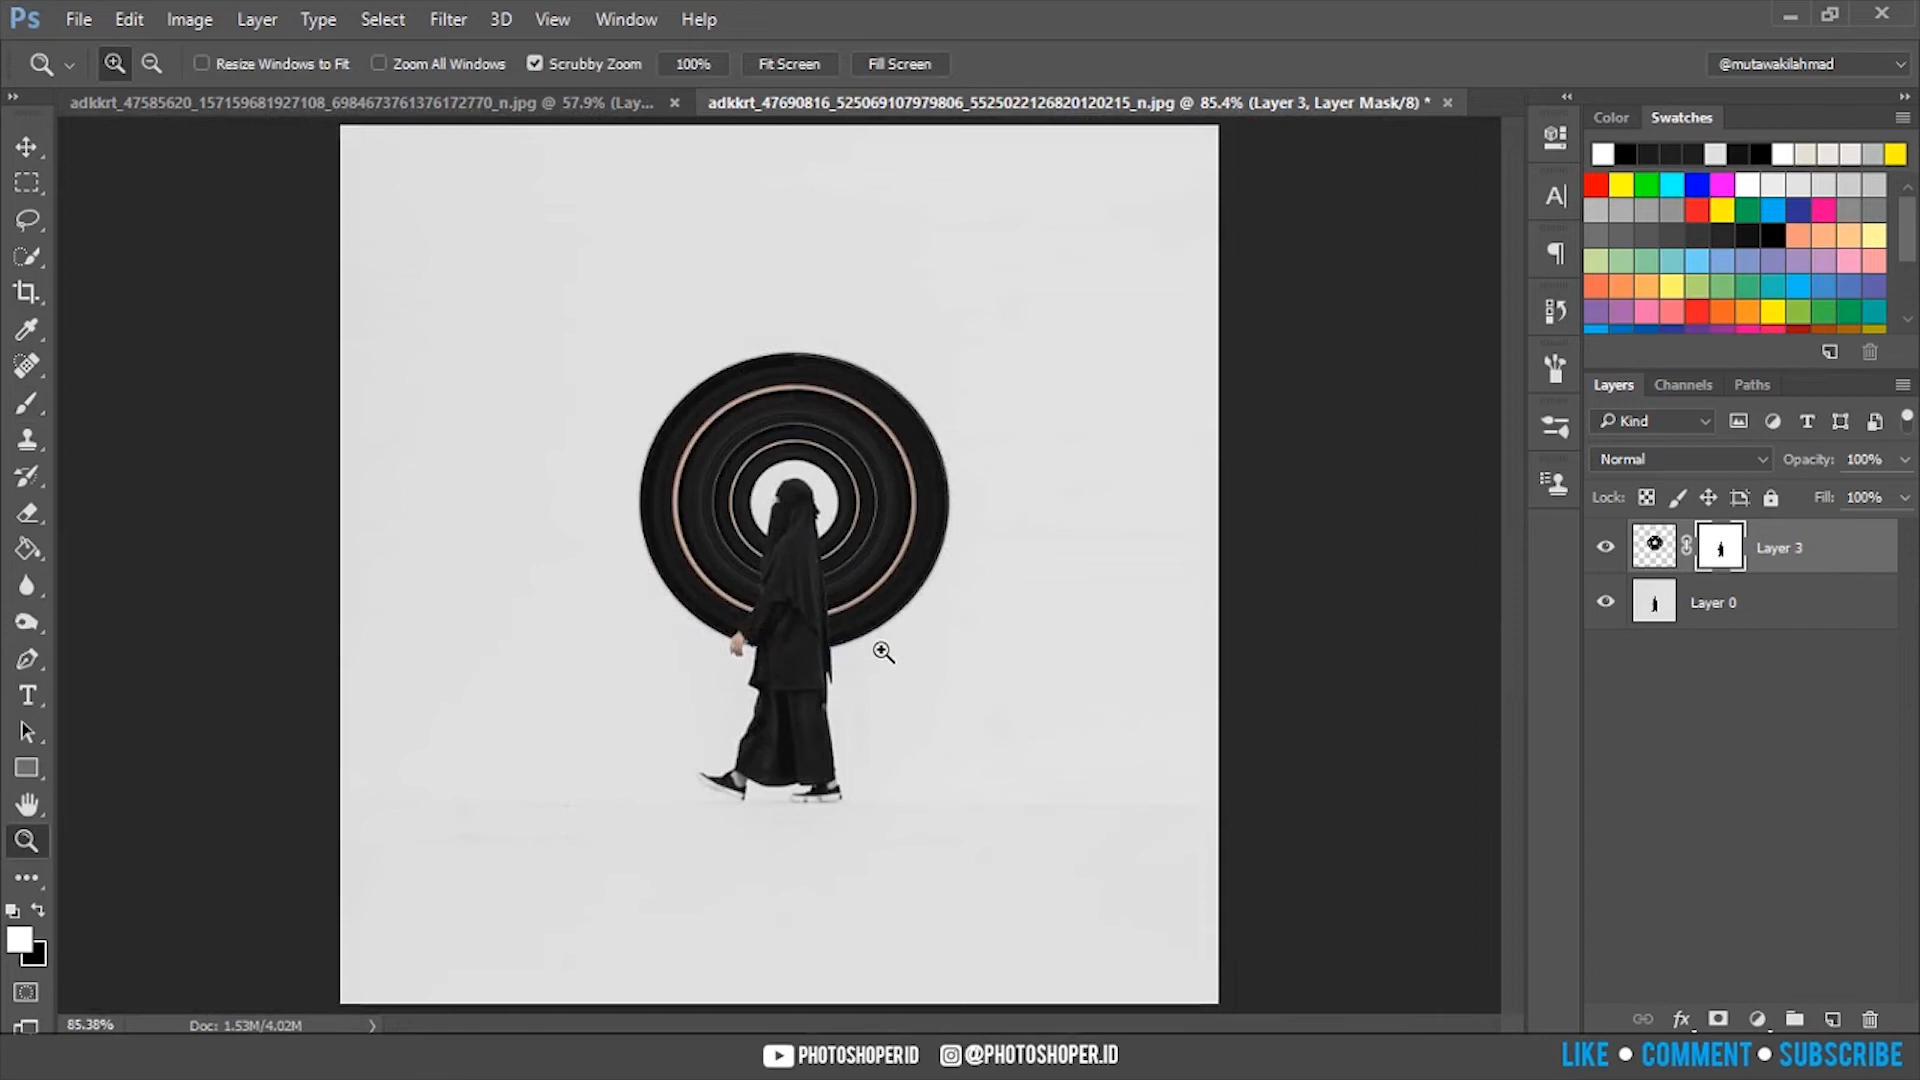 Ps File Edit Image Layer Type Select Filter 3D View Window Help
Resize Windows to Fit Zoom All Windows Scrubby Zoom 100% Fit Screen Fill Screen @mutawakilahmad
adkkrt_47585620_157159681927108_6984673761376172770_n.jpg @ 57.9% (Lay... adkkrt_47690816_525069107979806_5525022126820120215_n.jpg @ 85.4% (Layer 3, Layer Mask/8) *
Color Swatches
Layers Channels Paths
Kind
Normal Opacity: 100%
Lock: Fill: 100%
Layer 3
Layer 0
85.38% Doc: 1.53M/4.02M
PHOTOSHOPERID @PHOTOSHOPER.ID LIKE ● COMMENT ● SUBSCRIBE